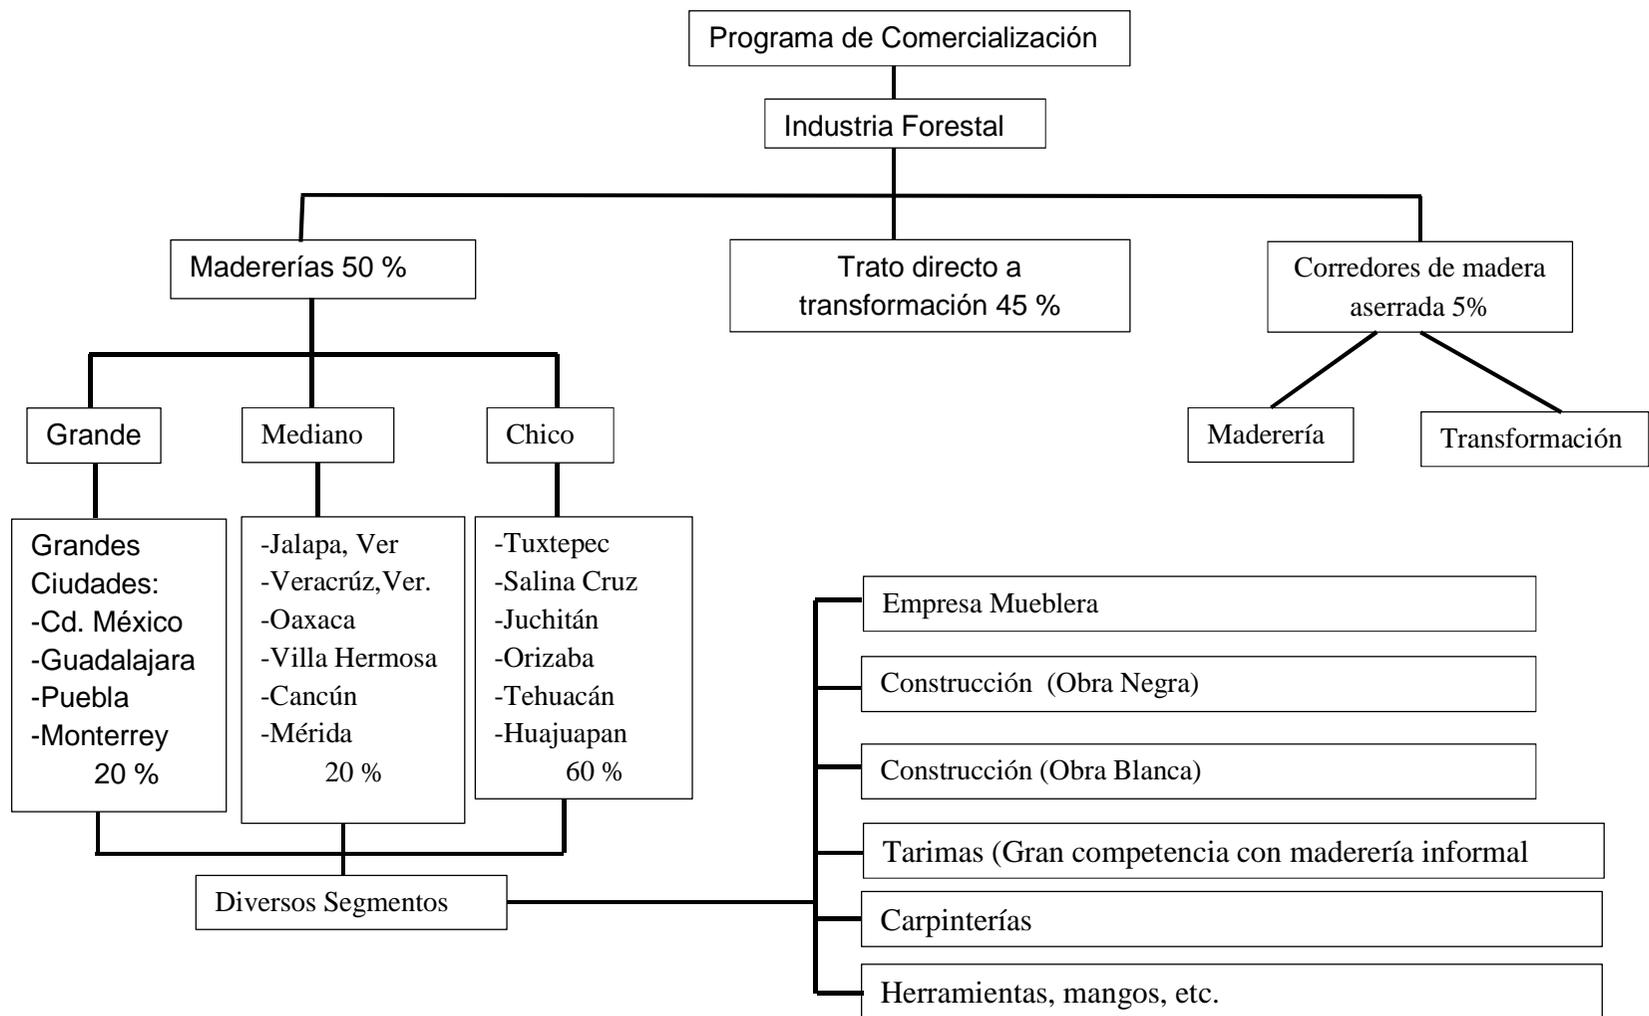 Programa de Comercialización
Industria Forestal
Madererías 50 %
Trato directo a
transformación 45 %
Corredores de madera
aserrada 5%
Maderería
Transformación
Grande
Mediano
Chico
Grandes
Ciudades:
-Cd. México
-Guadalajara
-Puebla
-Monterrey
20 %
-Jalapa, Ver
-Veracrúz,Ver.
-Oaxaca
-Villa Hermosa
-Cancún
-Mérida
20 %
-Tuxtepec
-Salina Cruz
-Juchitán
-Orizaba
-Tehuacán
-Huajuapan
60 %
Diversos Segmentos
Empresa Mueblera
Construcción  (Obra Negra)
Construcción (Obra Blanca)
Tarimas (Gran competencia con maderería informal
Carpinterías
Herramientas, mangos, etc.